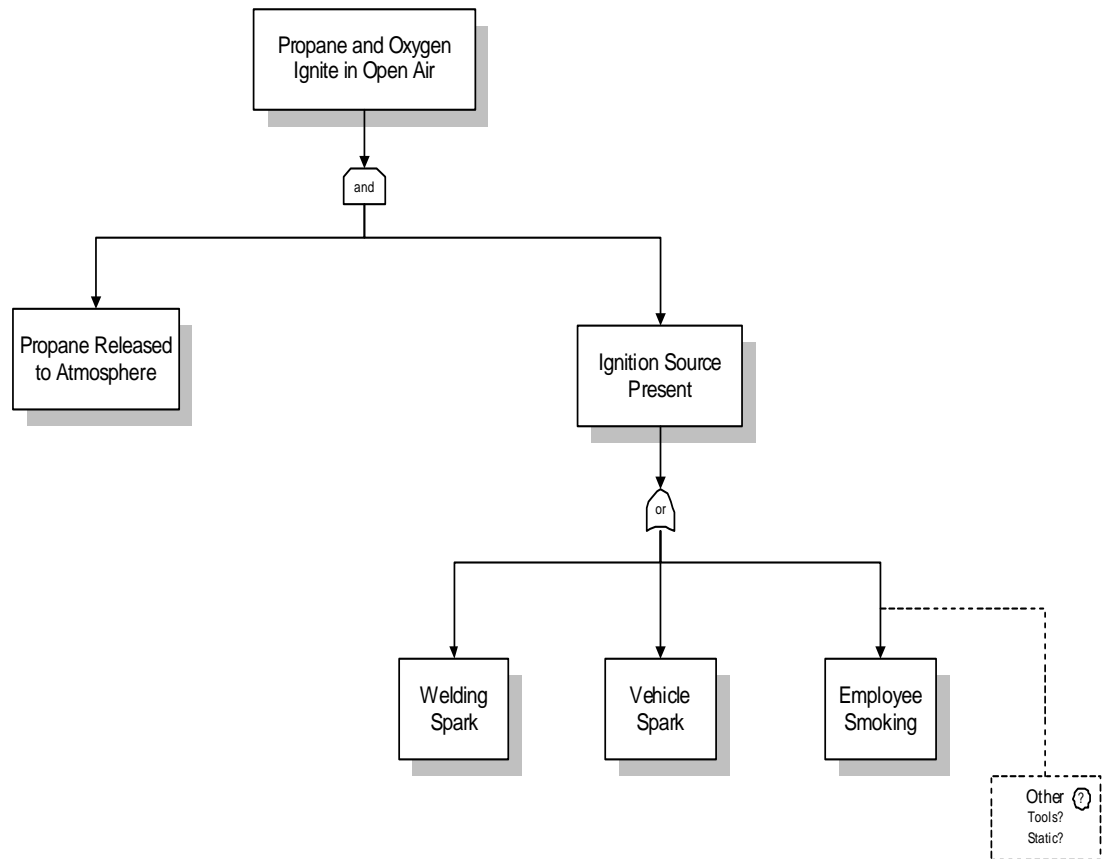 Propane and Oxygen
Ignite in Open Air
and
Propane Released
to Atmosphere
Ignition Source
Present
or
Welding
Spark
Vehicle
Spark
Employee
Smoking
Other ?
Tools?
Static?